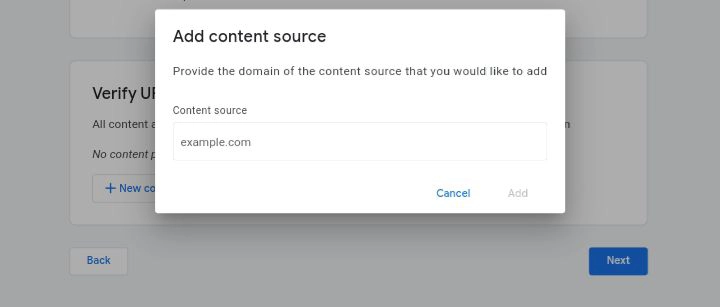 Add content source
Provide the domain of the content source that you would like to add
Content source
example.com
Cancel
Add
Verify
All content
n
No content
New co
Back
Next